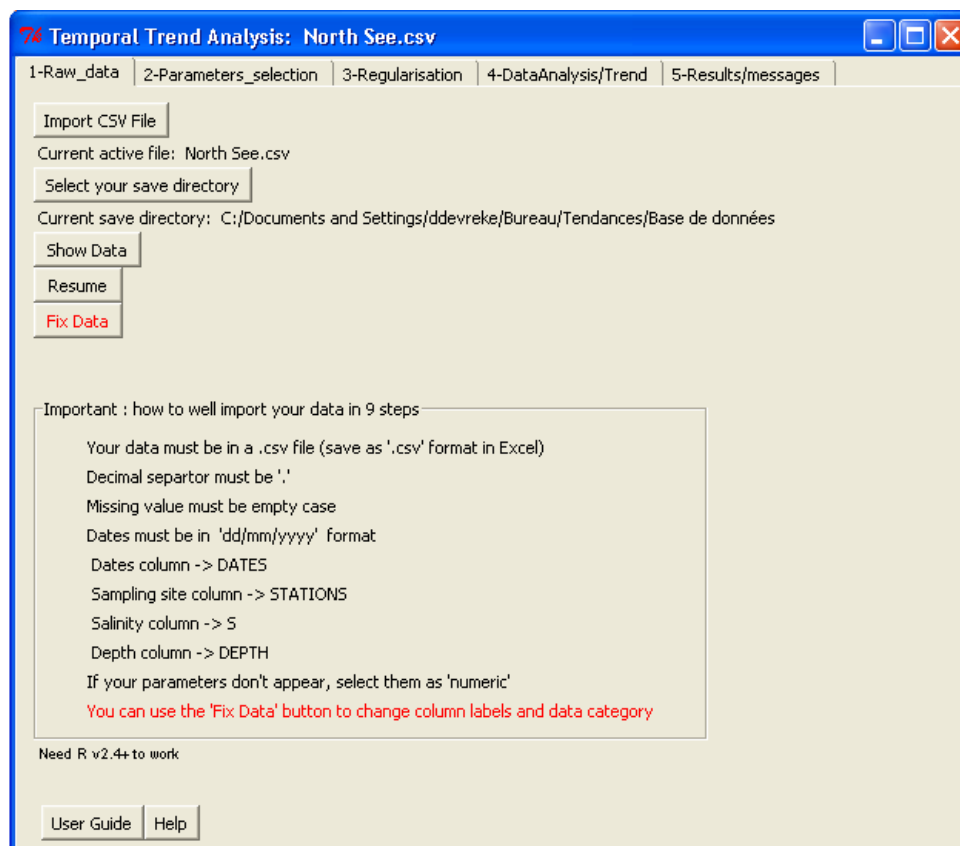 Temporal Trend Analysis: North See.csv
1-Raw_data 2-Parameters_selection 3-Regularisation 4-DataAnalysis/Trend 5-Results/messages
Import CSV File
Current active file: North See.csv
Select your save directory
Current save directory: C:/Documents and Settings/ddevreke/Bureau/Tendances/Base de données
Show Data
Resume
Fix Data
Important : how to well import your data in 9 steps
Your data must be in a .csv file (save as '.csv' format in Excel)
Decimal separtor must be '.'
Missing value must be empty case
Dates must be in 'dd/mm/yyyy' format
Dates column -> DATES
Sampling site column -> STATIONS
Salinity column -> S
Depth column -> DEPTH
If your parameters don't appear, select them as 'numeric'
You can use the 'Fix Data' button to change column labels and data category
Need R v2.4+ to work
User Guide Help